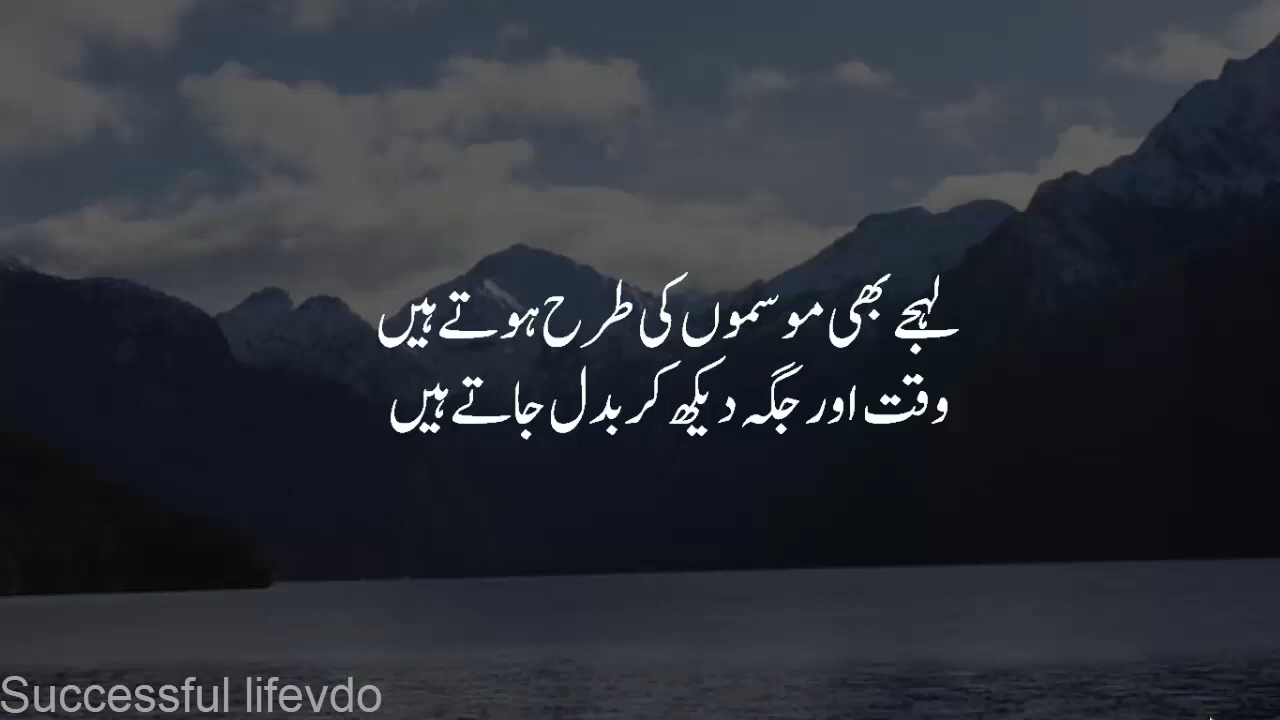 لہجے بھی موسموں کی طرح ہوتے ہیں
وقت اور جگہ دیکھ کر بدل جاتے ہیں
Successful lifevdo